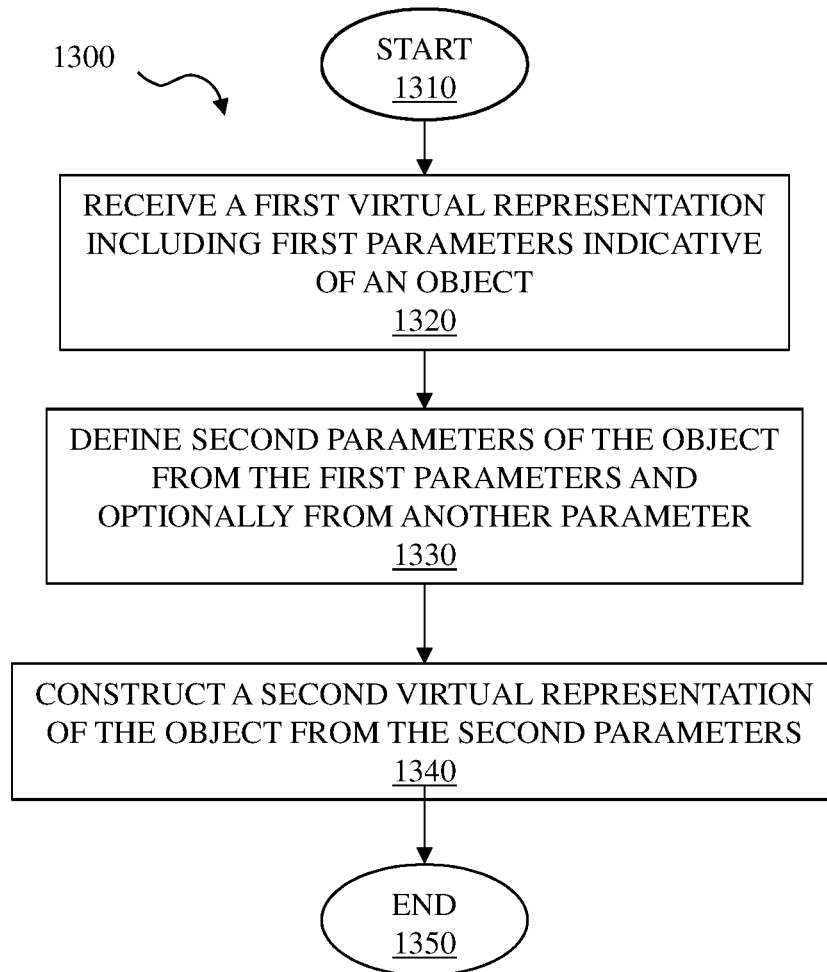 1300
START
1310
RECEIVE A FIRST VIRTUAL REPRESENTATION
INCLUDING FIRST PARAMETERS INDICATIVE
OF AN OBJECT
1320
DEFINE SECOND PARAMETERS OF THE OBJECT
FROM THE FIRST PARAMETERS AND
OPTIONALLY FROM ANOTHER PARAMETER
1330
CONSTRUCT A SECOND VIRTUAL REPRESENTATION
OF THE OBJECT FROM THE SECOND PARAMETERS
1340
END
1350